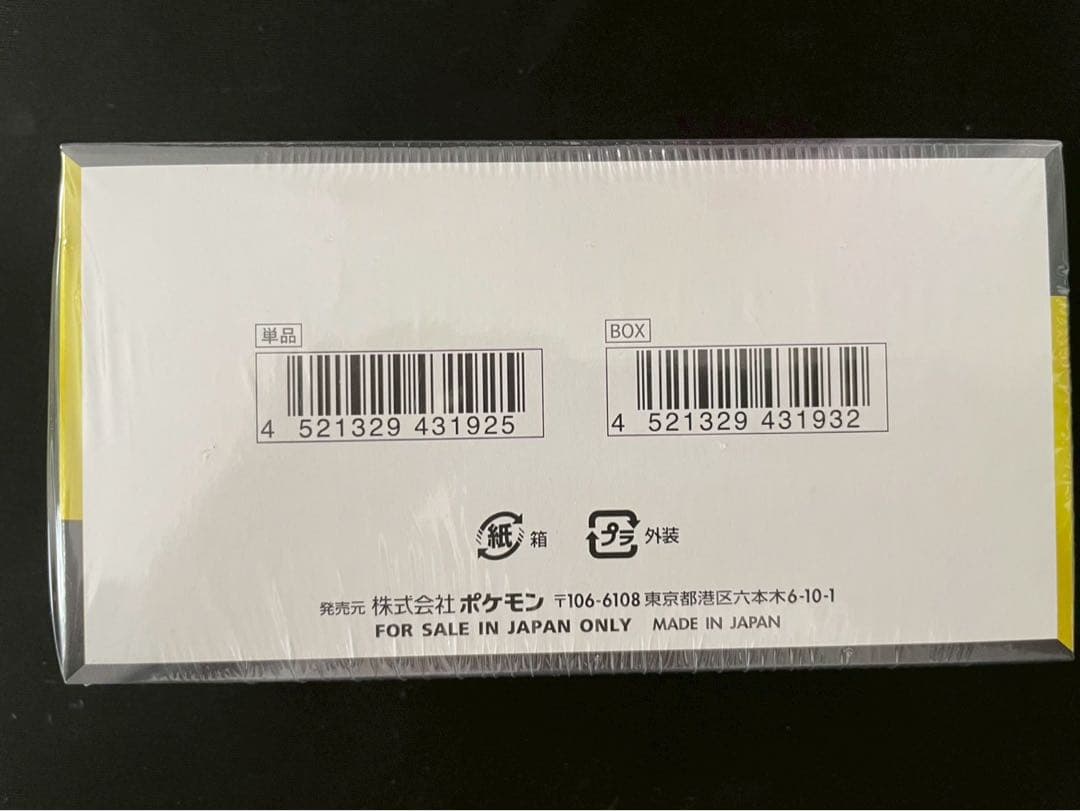 単品
4 521329 431925
BOX
4 521329 431932
紙 箱
プラ 外装
発売元 株式会社ポケモン 〒106-6108 東京都港区六本木6-10-1
FOR SALE IN JAPAN ONLY MADE IN JAPAN